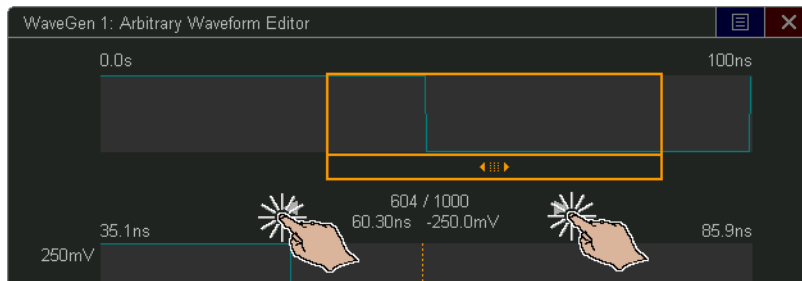 WaveGen 1: Arbitrary Waveform Editor
0.0s 100ns
604 / 1000
60.30ns -250.0mV
35.1ns 85.9ns
250mV